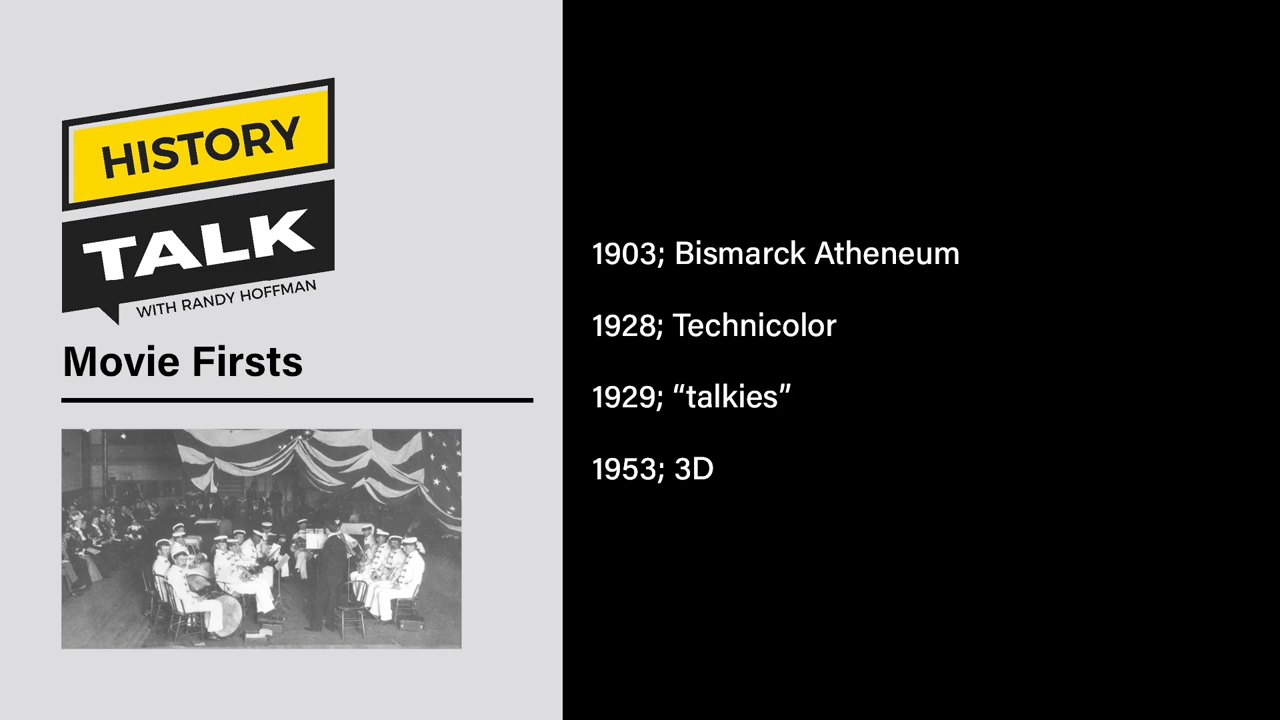 HISTORY
TALK
WITH RANDY HOFFMAN
Movie Firsts
1903; Bismarck Atheneum
1928; Technicolor
1929; “talkies”
1953; 3D